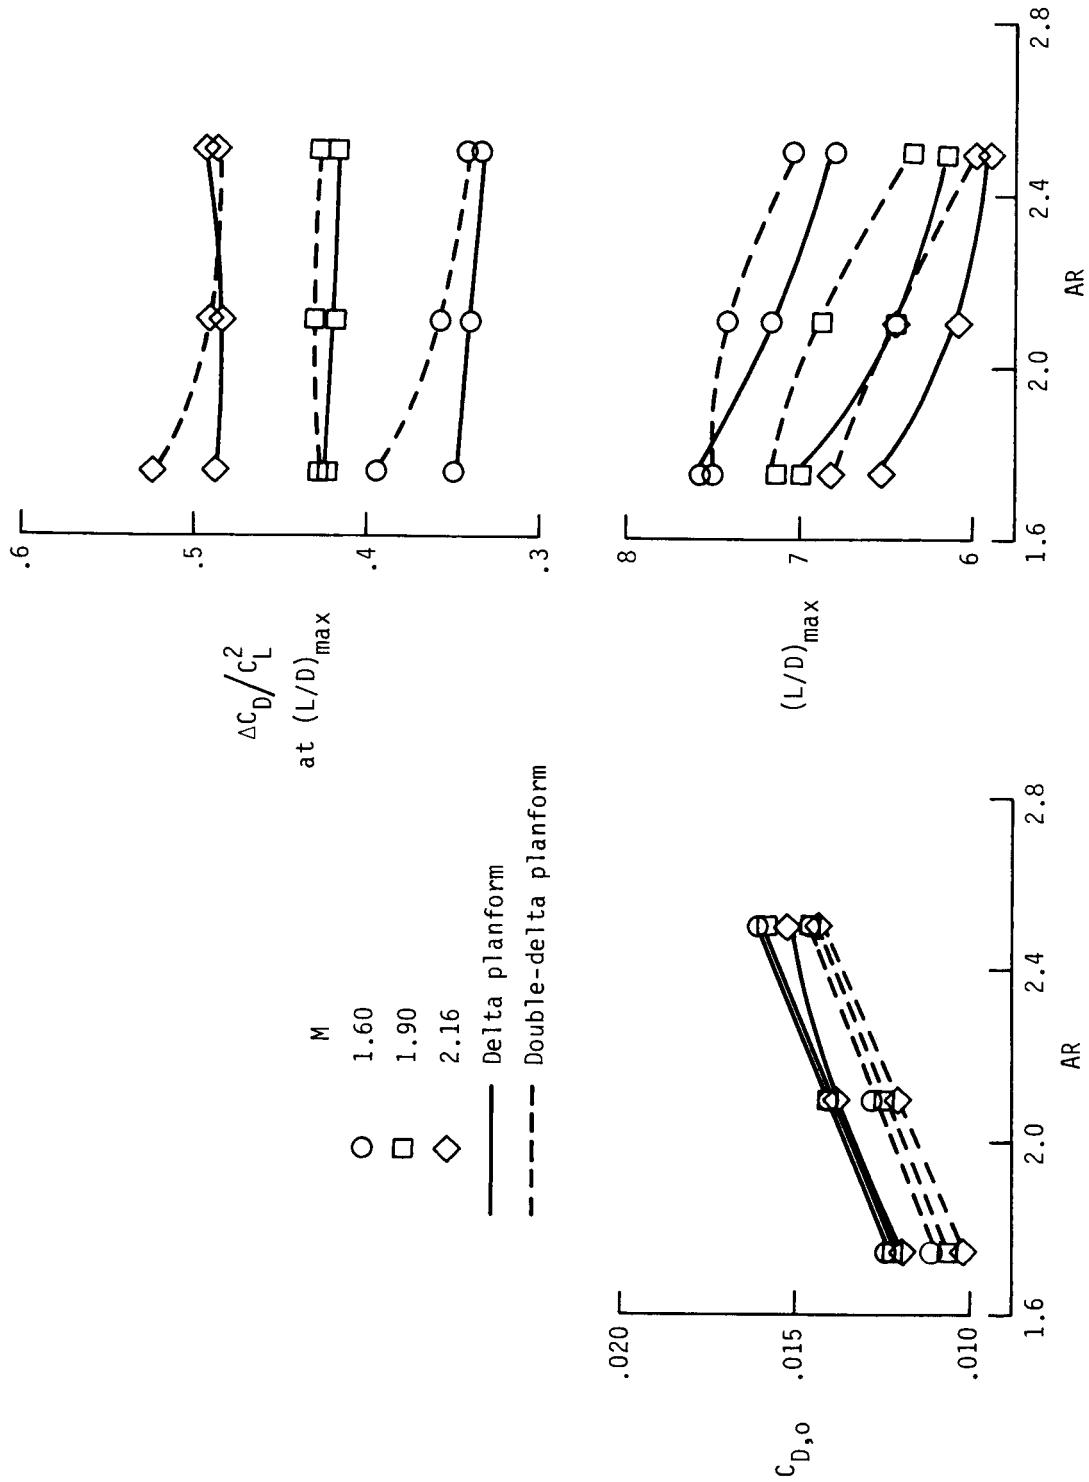 M
1.60
1.90
2.16
Delta planform
Double-delta planform
.6
.5
.4
.3
ΔC_D/C_L^2
at (L/D)_max
.020
.015
.010
C_D,o
1.6
2.0
2.4
2.8
AR
8
7
6
(L/D)_max
1.6
2.0
2.4
2.8
AR